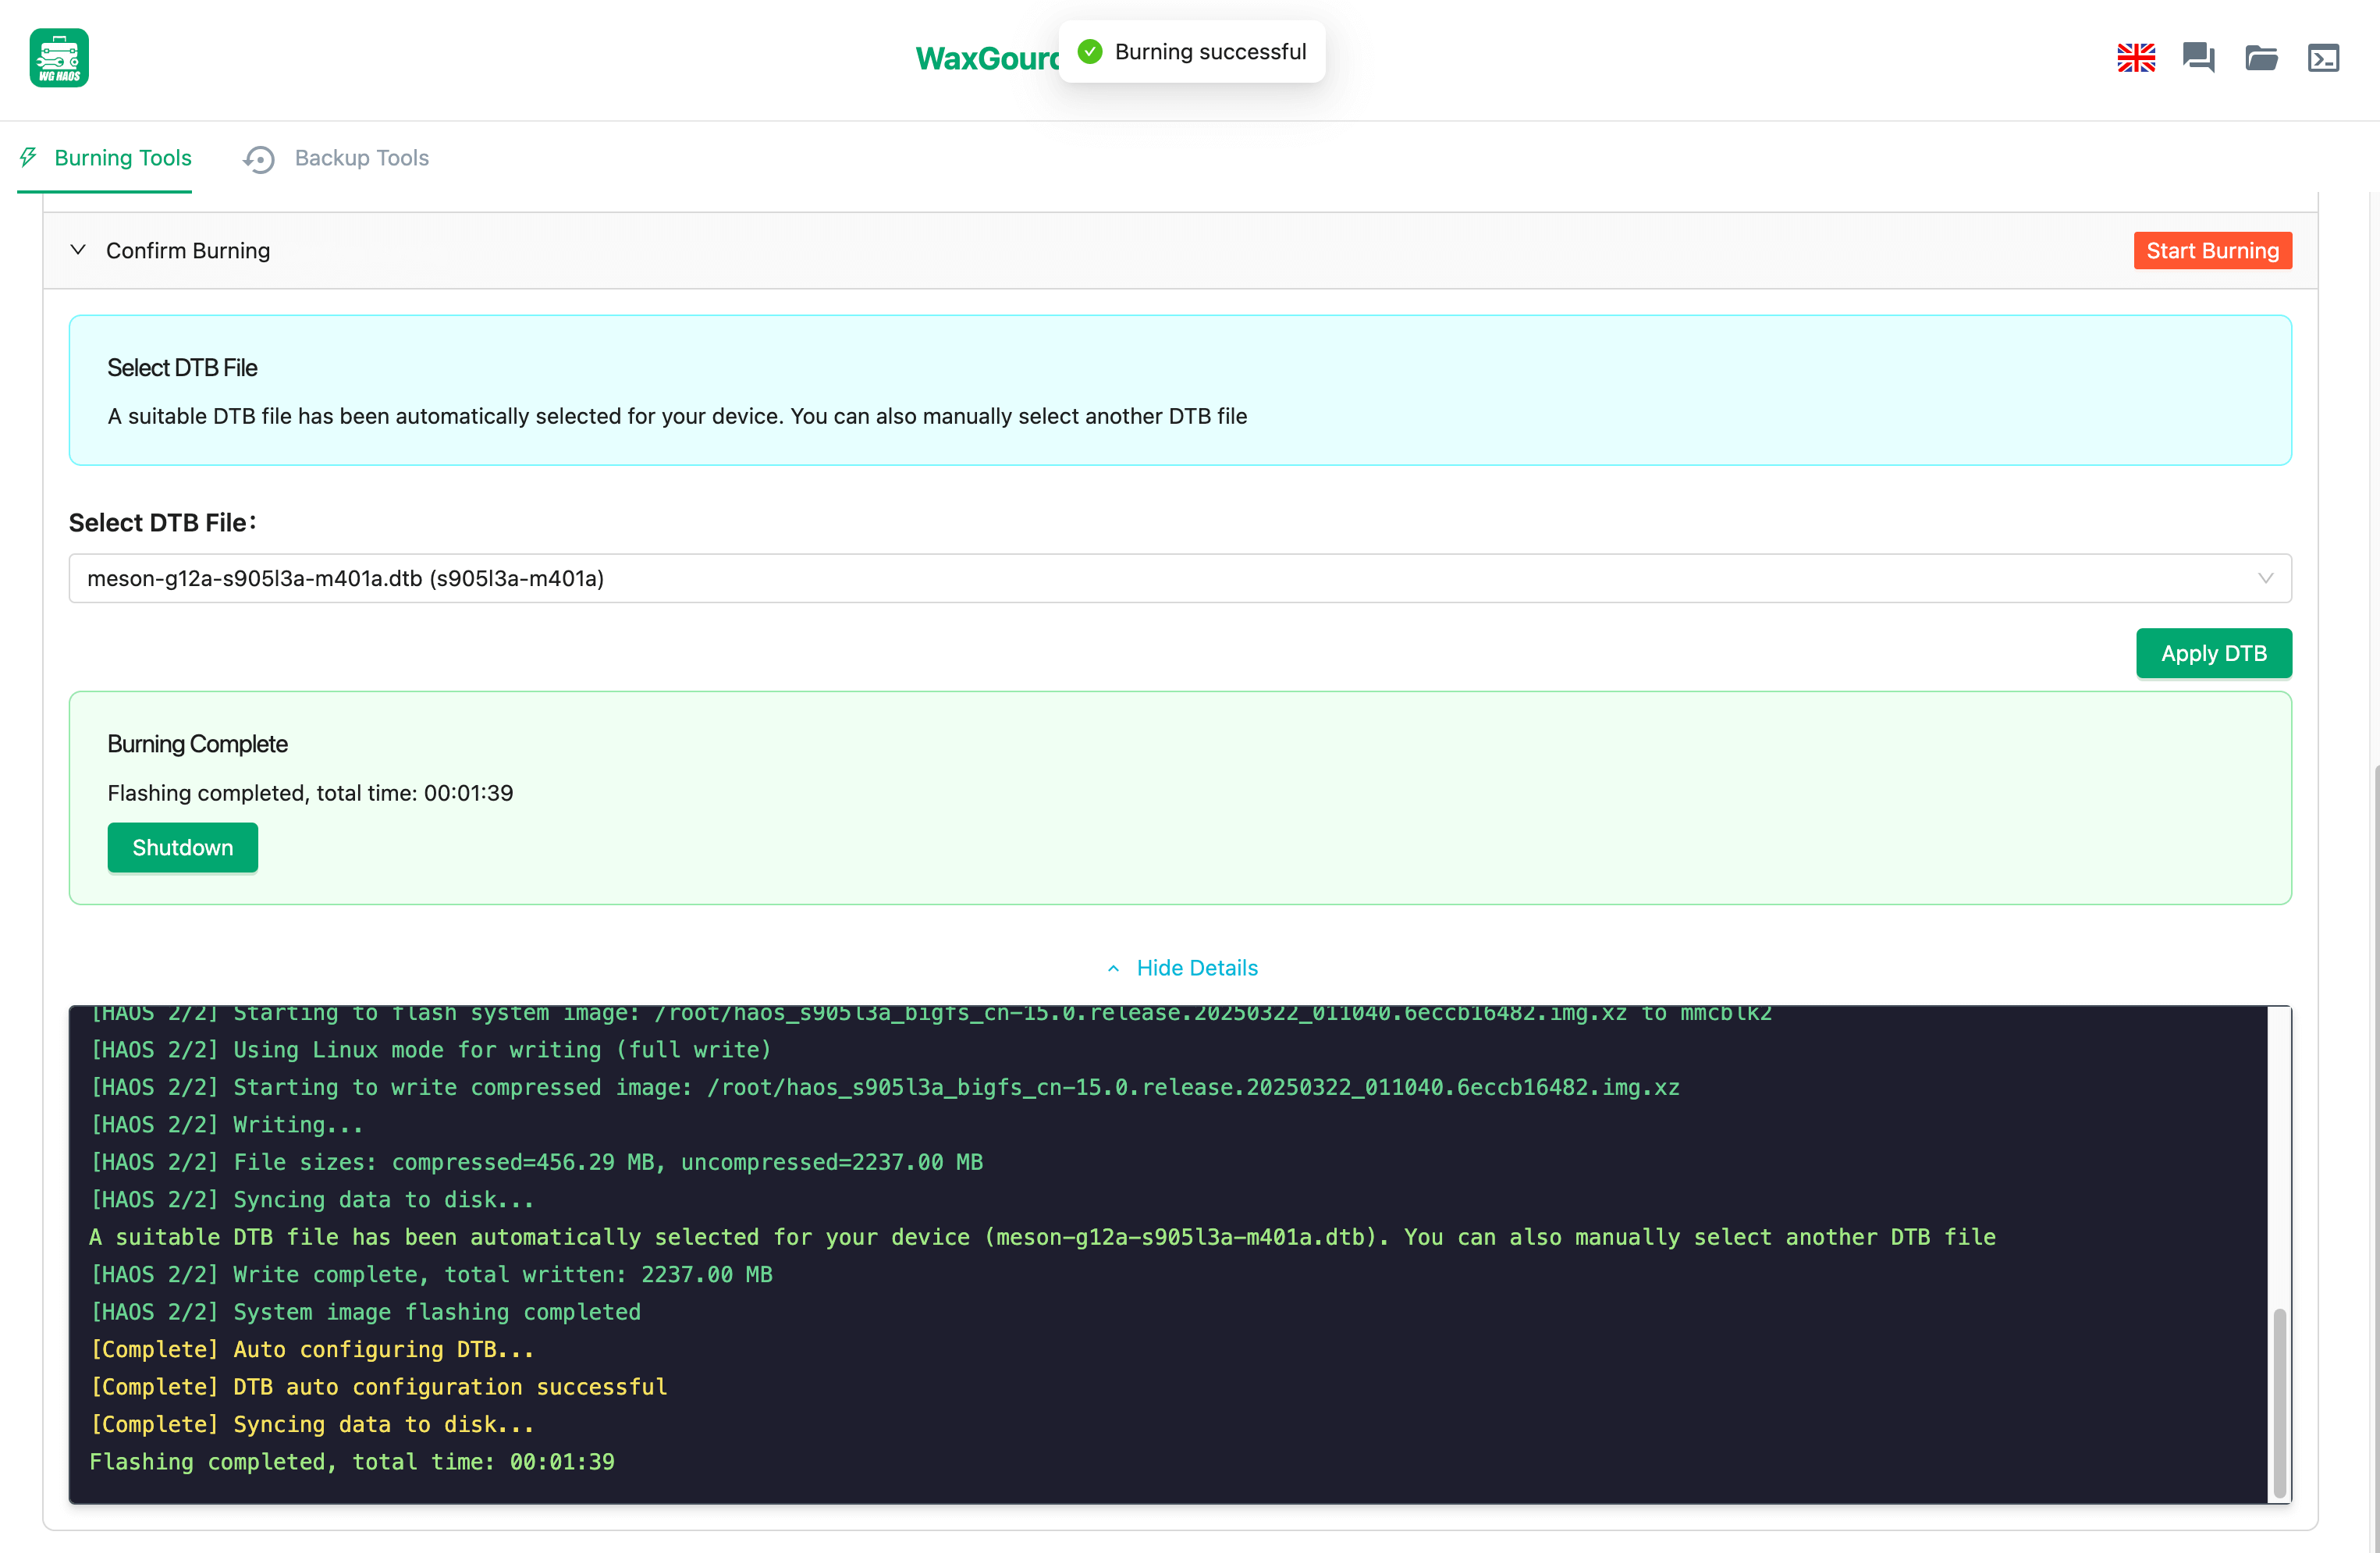 WG HAOS
WaxGour
Burning successful
Burning Tools
Backup Tools
Confirm Burning
Start Burning
Select DTB File
A suitable DTB file has been automatically selected for your device. You can also manually select another DTB file
Select DTB File:
meson-g12a-s905l3a-m401a.dtb (s905l3a-m401a)
Apply DTB
Burning Complete
Flashing completed, total time: 00:01:39
Shutdown
Hide Details
[HAOS 2/2] Starting to flash system image: /root/haos_s905l3a_bigfs_cn-15.0.release.20250322_011040.6eccb16482.img.xz to mmcblk2
[HAOS 2/2] Using Linux mode for writing (full write)
[HAOS 2/2] Starting to write compressed image: /root/haos_s905l3a_bigfs_cn-15.0.release.20250322_011040.6eccb16482.img.xz
[HAOS 2/2] Writing...
[HAOS 2/2] File sizes: compressed=456.29 MB, uncompressed=2237.00 MB
[HAOS 2/2] Syncing data to disk...
A suitable DTB file has been automatically selected for your device (meson-g12a-s905l3a-m401a.dtb). You can also manually select another DTB file
[HAOS 2/2] Write complete, total written: 2237.00 MB
[HAOS 2/2] System image flashing completed
[Complete] Auto configuring DTB...
[Complete] DTB auto configuration successful
[Complete] Syncing data to disk...
Flashing completed, total time: 00:01:39